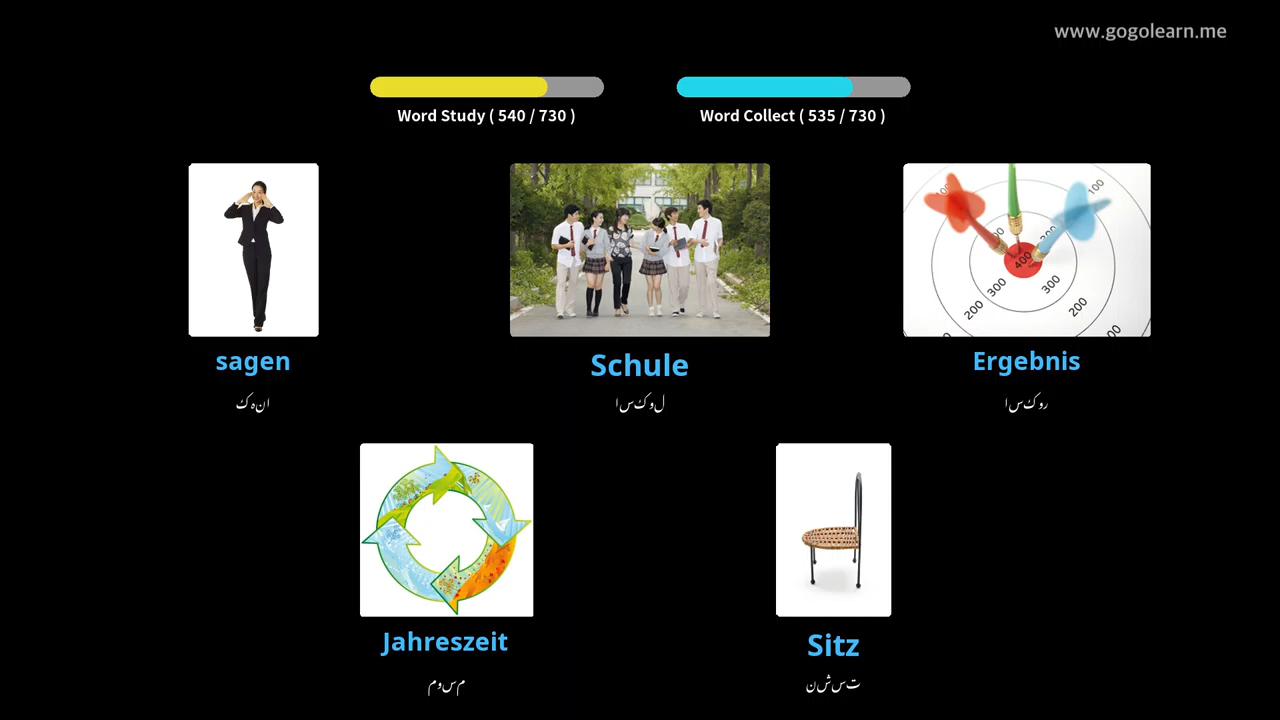 www.gogolearn.me
Word Study ( 540 / 730 )
Word Collect ( 535 / 730 )
sagen
کہنا
Schule
اسکول
Ergebnis
اسکور
Jahreszeit
موسم
Sitz
نشست